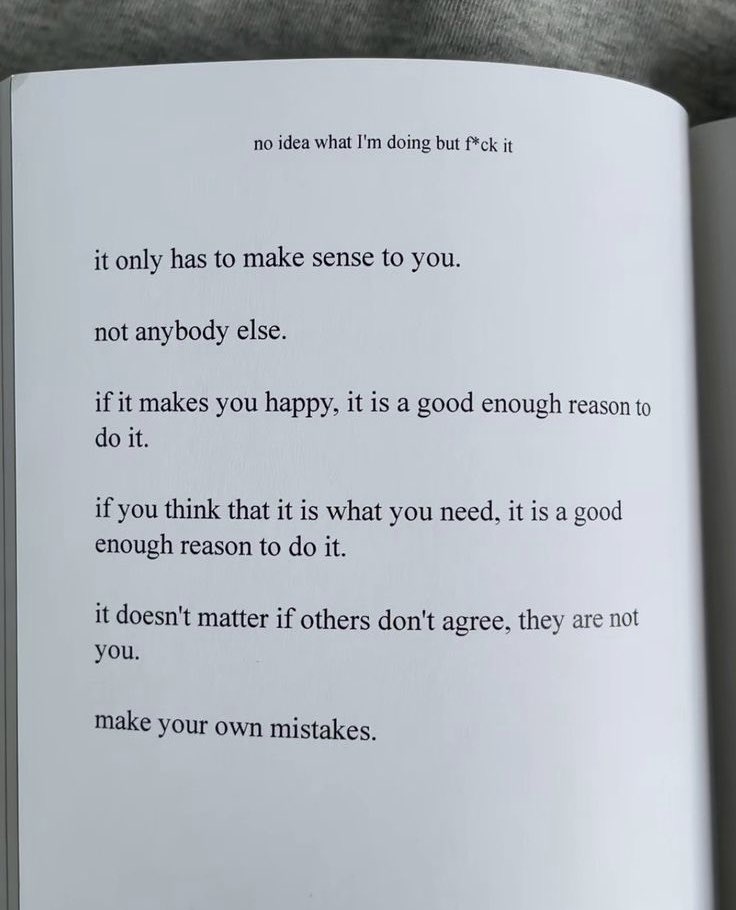 no idea what I'm doing but f*ck it
it only has to make sense to you.
not anybody else.
if it makes you happy, it is a good enough reason to
do it.
if you think that it is what you need, it is a good
enough reason to do it.
it doesn't matter if others don't agree, they are not
you.
make your own mistakes.